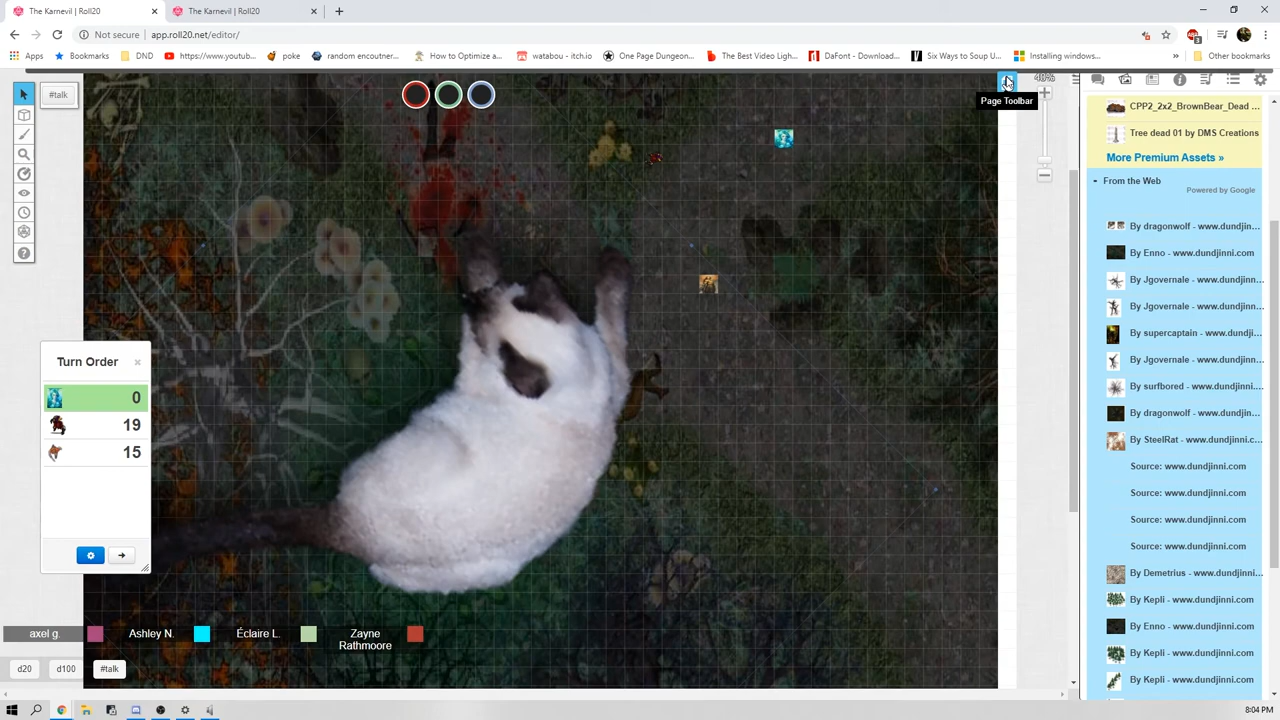 The Karnevil | Roll20
The Karnevil | Roll20
Not secure
app.roll20.net/editor/
Apps
Bookmarks
DND
https://www.youtub...
poke
random encoutner...
How to Optimize a...
watabou - itch.io
One Page Dungeon...
The Best Video Ligh...
DaFont - Download...
Six Ways to Soup U...
Installing windows...
Other bookmarks
#talk
Page Toolbar
CPP2_2x2_BrownBear_Dead ...
Tree dead 01 by DMS Creations
More Premium Assets »
From the Web
Powered by Google
By dragonwolf - www.dundjin...
By Enno - www.dundjinni.com
By Jgovernale - www.dundjinn...
By Jgovernale - www.dundjinn...
By supercaptain - www.dundji...
By Jgovernale - www.dundjinn...
By surfbored - www.dundjinn...
By dragonwolf - www.dundjin...
By SteelRat - www.dundjinni.c...
Source: www.dundjinni.com
Source: www.dundjinni.com
Source: www.dundjinni.com
Source: www.dundjinni.com
By Demetrius - www.dundjinni...
By Kepli - www.dundjinni.com
By Enno - www.dundjinni.com
By Kepli - www.dundjinni.com
By Kepli - www.dundjinni.com
Turn Order
0
19
15
axel g.
Ashley N.
Éclaire L.
Zayne
Rathmoore
d20
d100
#talk
8:04 PM